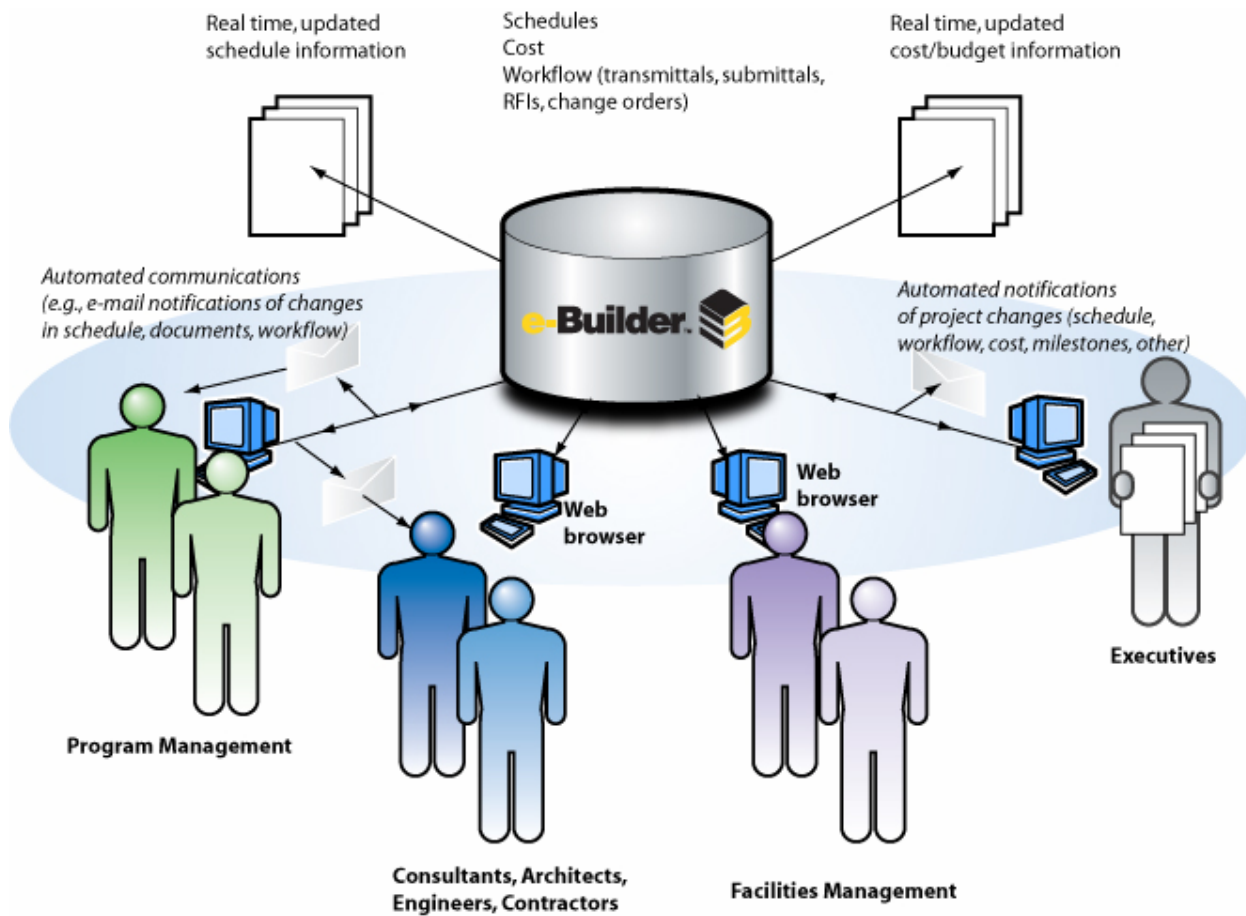 Real time, updated
schedule information
Schedules
Cost
Workflow (transmittals, submittals,
RFIs, change orders)
Real time, updated
cost/budget information
Automated communications
(e.g., e-mail notifications of changes
in schedule, documents, workflow)
e-Builder™
Automated notifications
of project changes (schedule,
workflow, cost, milestones, other)
Web
browser
Web
browser
Executives
Program Management
Consultants, Architects,
Engineers, Contractors
Facilities Management